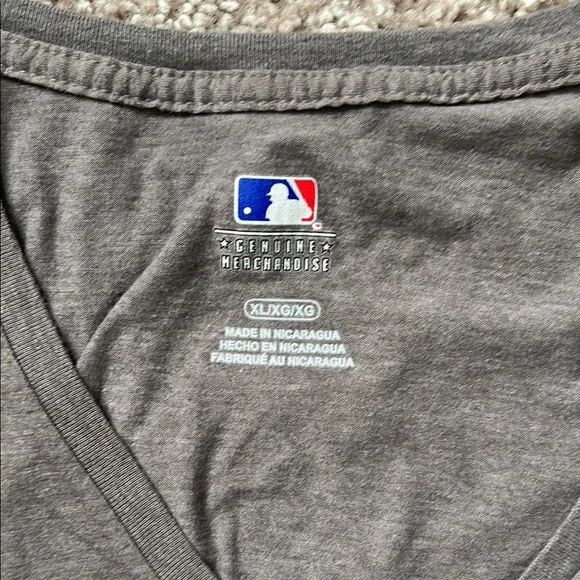 ★ GENUINE ★
MERCHANDISE
XL/XG/XG
MADE IN NICARAGUA
HECHO EN NICARAGUA
FABRIQUÉ AU NICARAGUA